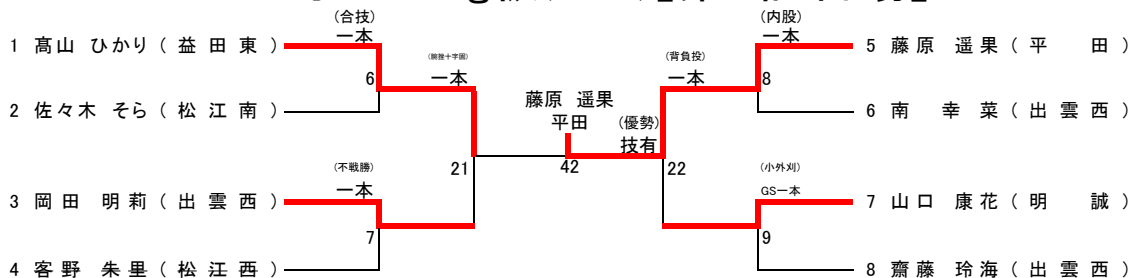 (合技)
一本
(内股)
一本
1 髙山 ひかり（益田東）
5 藤原 遥果（平 田）
(腕挫十字固)
一本
(背負投)
一本
6
8
2 佐々木 そら（松江南）
藤原 遥果
平田
(優勢)
技有
6 南 幸菜（出雲西）
21
42
22
(不戦勝)
一本
(小外刈)
GS一本
3 岡田 明莉（出雲西）
7 山口 康花（明 誠）
7
9
4 客野 朱里（松江西）
8 齋藤 玲海（出雲西）